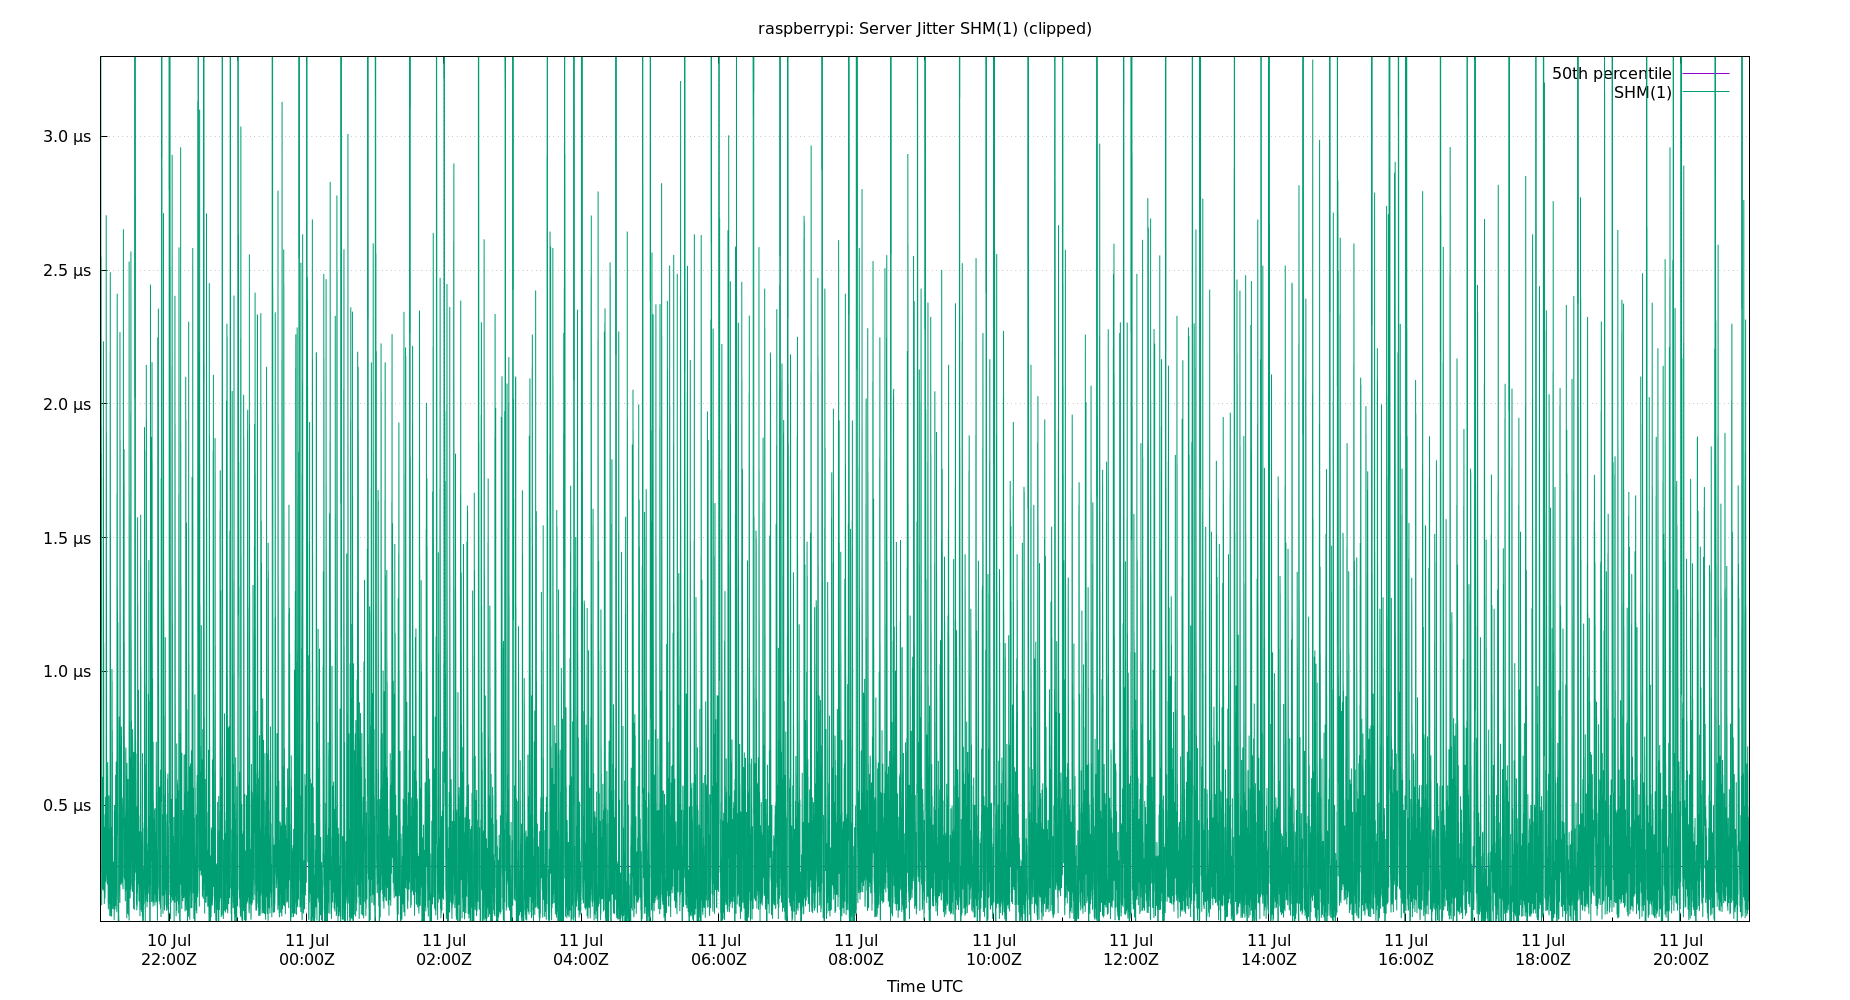 raspberrypi: Server Jitter SHM(1) (clipped)
50th percentile
SHM(1)
3.0 µs
2.5 µs
2.0 µs
1.5 µs
1.0 µs
0.5 µs
10 Jul 11 Jul 11 Jul 11 Jul 11 Jul 11 Jul 11 Jul 11 Jul 11 Jul 11 Jul 11 Jul 11 Jul
22:00Z 00:00Z 02:00Z 04:00Z 06:00Z 08:00Z 10:00Z 12:00Z 14:00Z 16:00Z 18:00Z 20:00Z
Time UTC